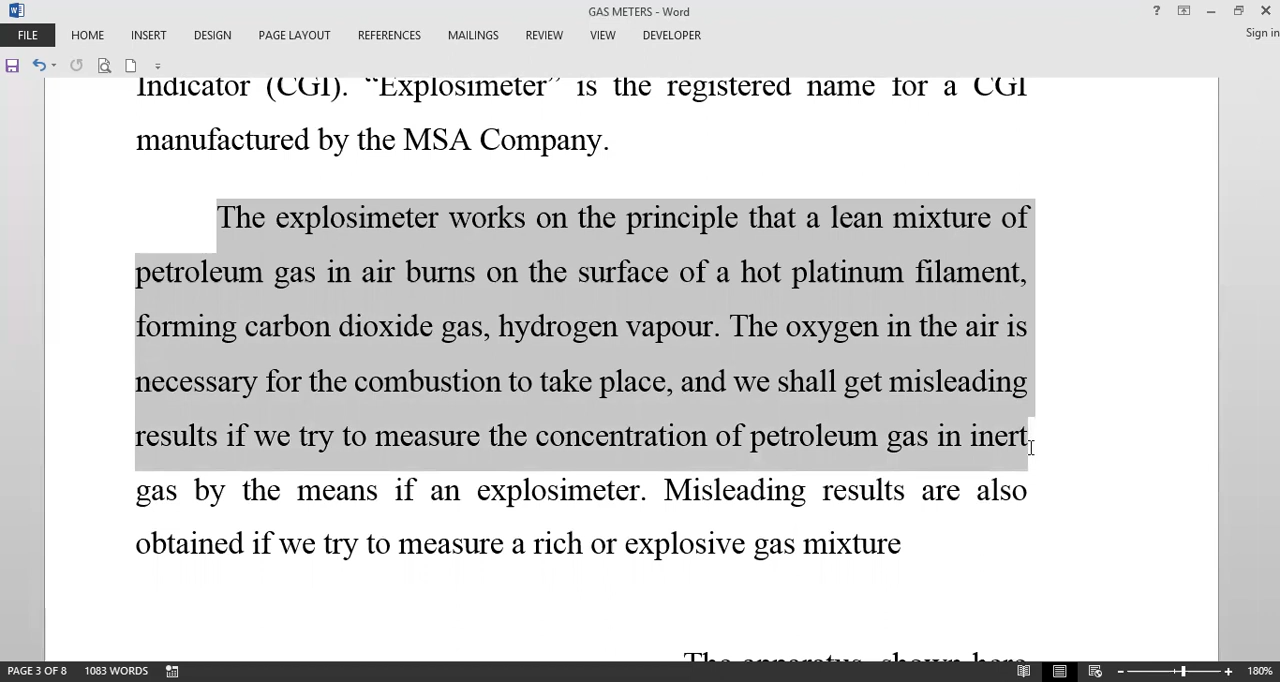 GAS METERS - Word
?
Sign in
FILE HOME INSERT DESIGN PAGE LAYOUT REFERENCES MAILINGS REVIEW VIEW DEVELOPER
Indicator (CGI). “Explosimeter” is the registered name for a CGI
manufactured by the MSA Company.
The explosimeter works on the principle that a lean mixture of
petroleum gas in air burns on the surface of a hot platinum filament,
forming carbon dioxide gas, hydrogen vapour. The oxygen in the air is
necessary for the combustion to take place, and we shall get misleading
results if we try to measure the concentration of petroleum gas in inert
gas by the means if an explosimeter. Misleading results are also
obtained if we try to measure a rich or explosive gas mixture
The apparatus, shown here
PAGE 3 OF 8 1083 WORDS 180%